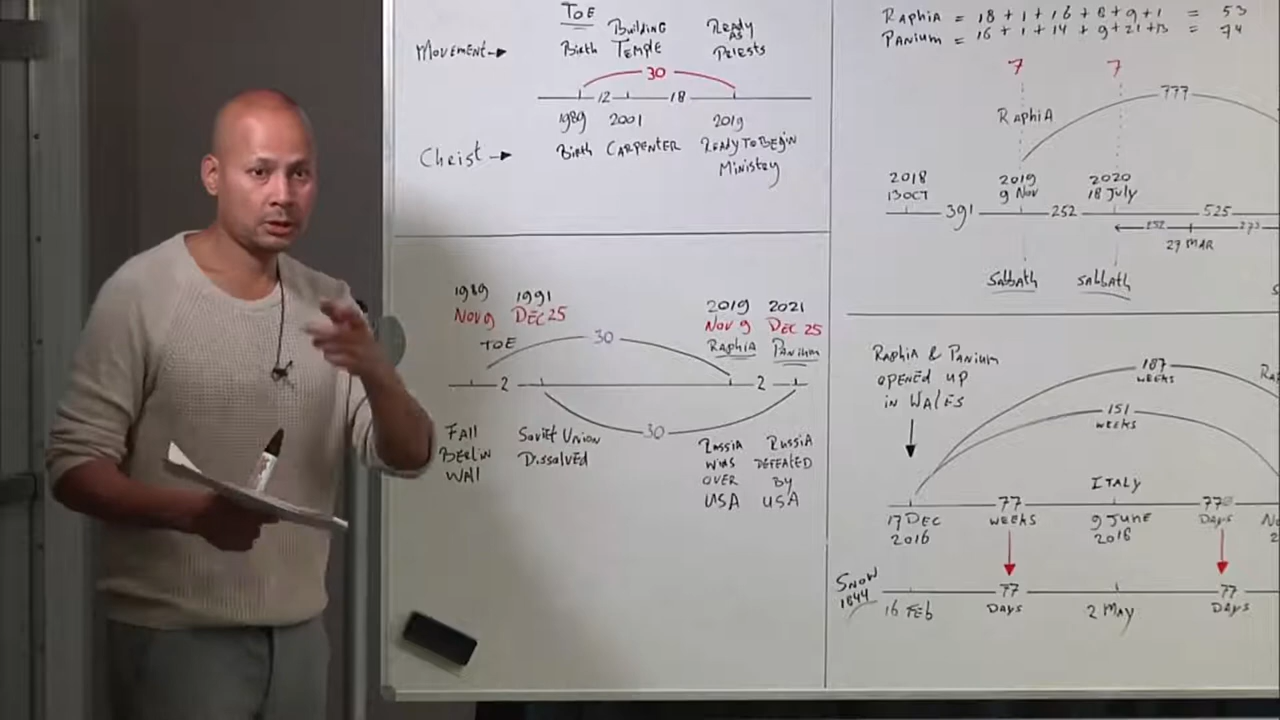 TOE
Building
Ready
AS
Movement
Birth
TEMPLE
Priests
30
12
18
1989
2001
2019
Christ
Birth
CARPENTER
READY TO BEGIN
MINISTRY
1989
1991
2019
2021
NOV 9
DEC 25
NOV 9
DEC 25
TOE
30
RAPHIA
PANIUM
2
2
30
FALL
BERLIN
WALL
SOVIET UNION
DISSOLVED
RUSSIA
WINS
OVER
USA
RUSSIA
DEFEATED
BY
USA
RAPHIA = 18 + 1 + 16 + 8 + 9 + 1 = 53
PANIUM = 16 + 1 + 14 + 9 + 21 + 13 = 74
7
7
777
RAPHIA
2018
13 OCT
2019
9 NOV
2020
18 July
391
252
525
252
273
27 MAR
Sabbath
Sabbath
RAPHIA & PANIUM
OPENED UP
IN WALES
167
WEEKS
151
WEEKS
ITALY
17 DEC
2016
77
WEEKS
9 JUNE
2018
77
DAYS
SNOW
1844
16 FEB
77
DAYS
2 MAY
77
DAYS